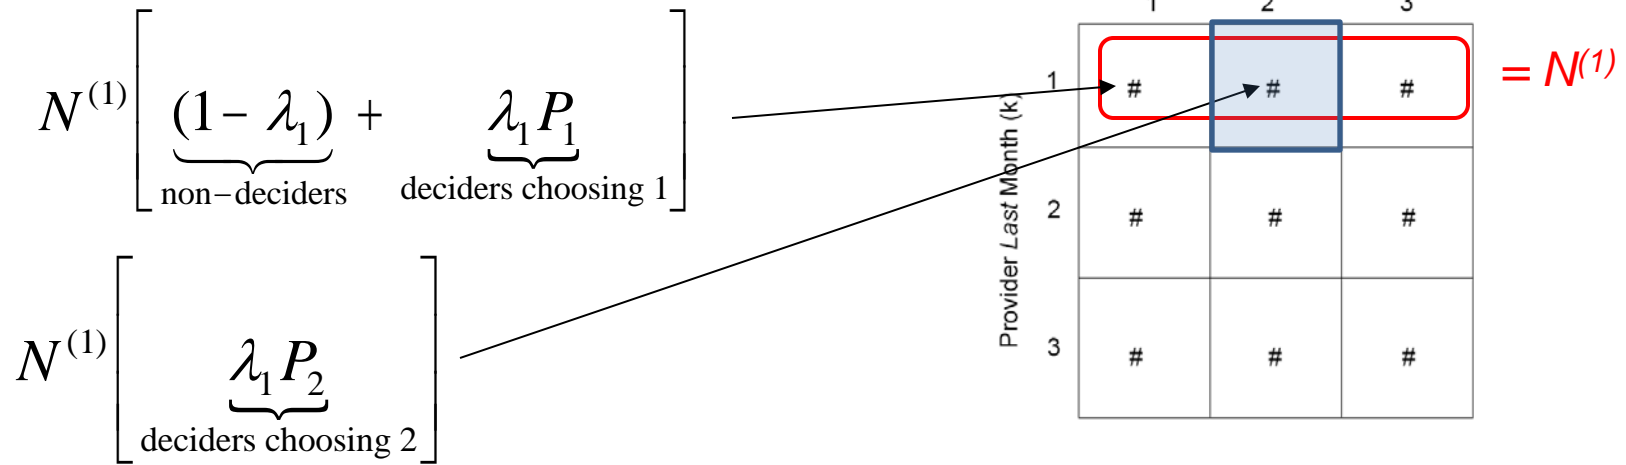 N^(1) [ (1− λ₁) + λ₁P₁ ]
non−deciders deciders choosing 1
N^(1) [ λ₁P₂ ]
deciders choosing 2
1 2 3
Provider Last Month (k)
1 # # # = N^(1)
2 # # #
3 # # #